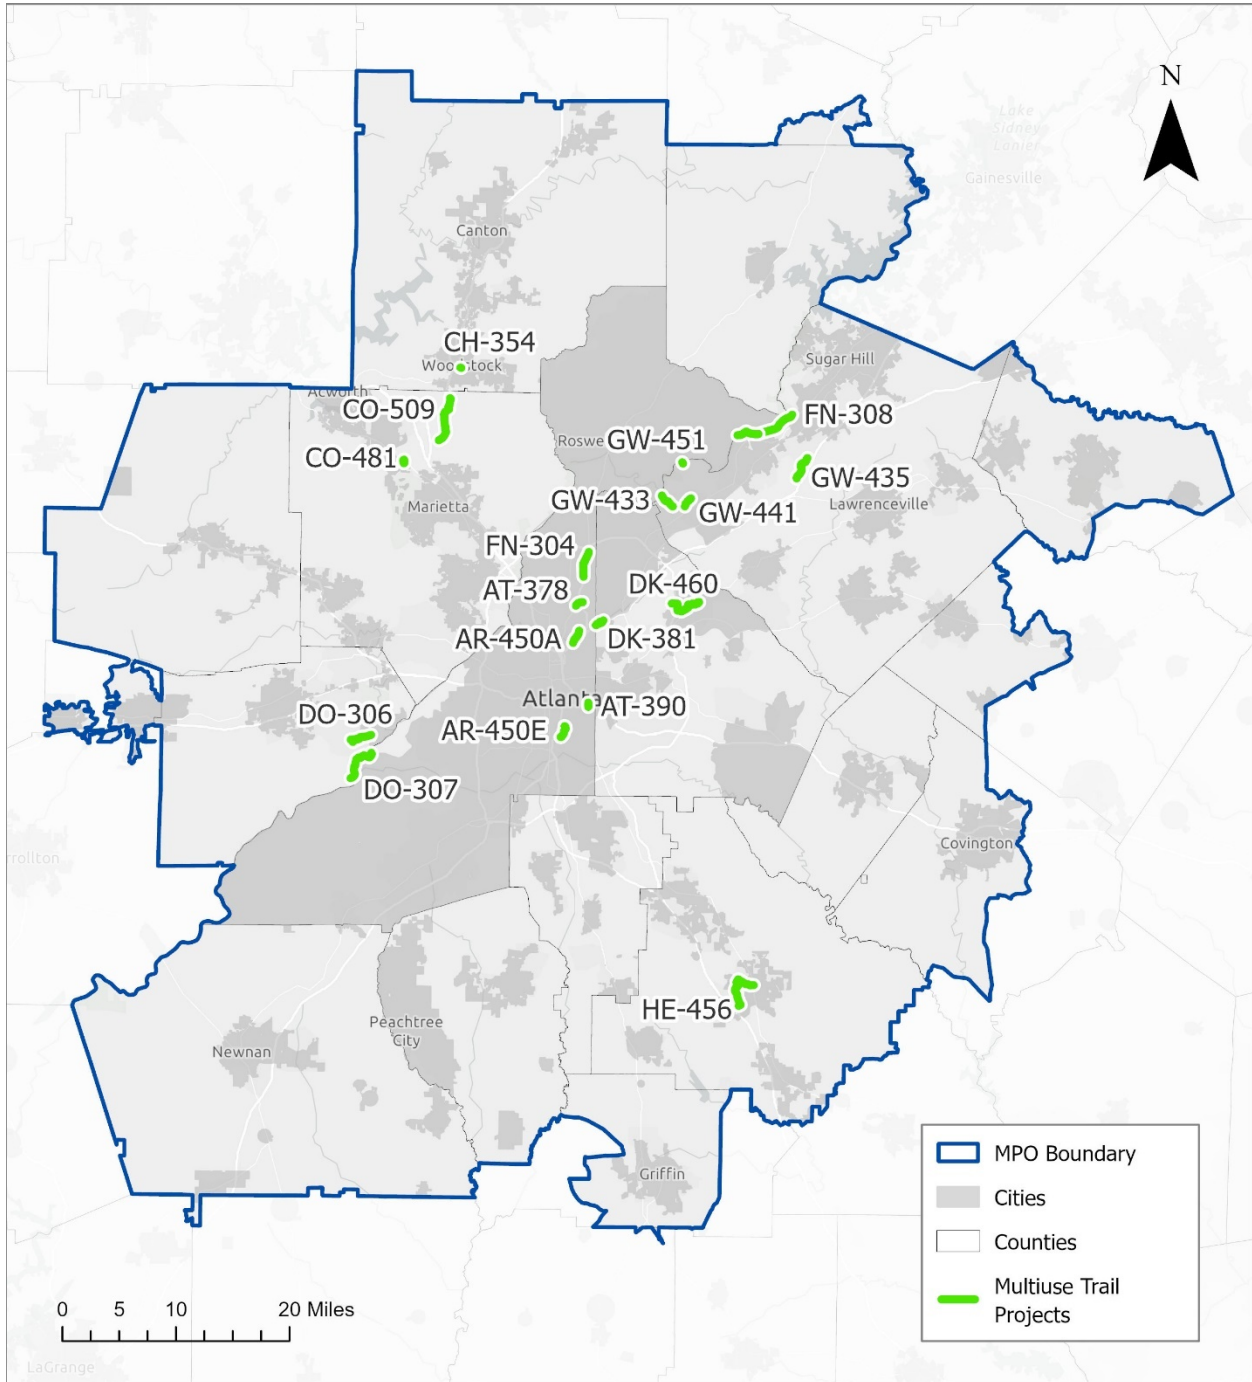 N
Lake
Sidney
Lanier
Gainesville
Canton
CH-354
Woodstock
Sugar Hill
Acworth
CO-509
FN-308
GW-451
Roswe
CO-481
GW-435
GW-433
GW-441
Marietta
Lawrenceville
FN-304
AT-378
DK-460
AR-450A
DK-381
Atlanta
AT-390
DO-306
AR-450E
DO-307
Covington
rrollton
HE-456
Peachtree
City
Newnan
Griffin
MPO Boundary
Cities
Counties
Multiuse Trail
Projects
0 5 10 20 Miles
LaGrange